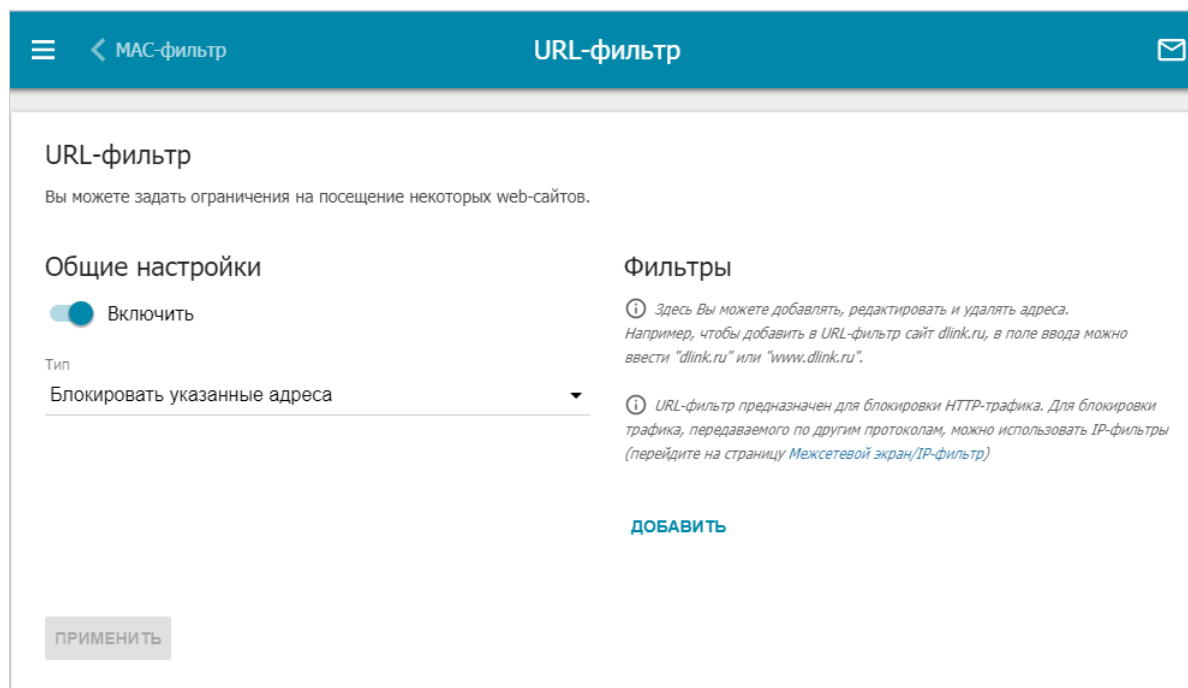 МАС-фильтр
URL-фильтр
URL-фильтр
Вы можете задать ограничения на посещение некоторых web-сайтов.
Общие настройки
Включить
Тип
Блокировать указанные адреса
Фильтры
Здесь Вы можете добавлять, редактировать и удалять адреса.
Например, чтобы добавить в URL-фильтр сайт dlink.ru, в поле ввода можно
ввести "dlink.ru" или "www.dlink.ru".
URL-фильтр предназначен для блокировки HTTP-трафика. Для блокировки
трафика, передаваемого по другим протоколам, можно использовать IP-фильтры
(перейдите на страницу Межсетевой экран/IP-фильтр)
ДОБАВИТЬ
ПРИМЕНИТЬ